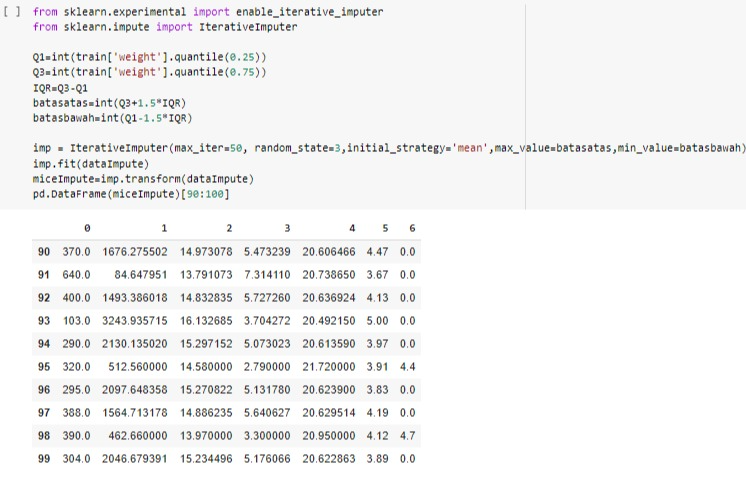 [ ] from sklearn.experimental import enable_iterative_imputer
from sklearn.impute import IterativeImputer
Q1=int(train['weight'].quantile(0.25))
Q3=int(train['weight'].quantile(0.75))
IQR=Q3-Q1
batasatas=int(Q3+1.5*IQR)
batasbawah=int(Q1-1.5*IQR)
imp = IterativeImputer(max_iter=50, random_state=3,initial_strategy='mean',max_value=batasatas,min_value=batasbawah)
imp.fit(dataImpute)
miceImpute=imp.transform(dataImpute)
pd.DataFrame(miceImpute)[90:100]
0 1 2 3 4 5 6
90 370.0 1676.275502 14.973078 5.473239 20.606466 4.47 0.0
91 640.0 84.647951 13.791073 7.314110 20.738650 3.67 0.0
92 400.0 1493.386018 14.832835 5.727260 20.636924 4.13 0.0
93 103.0 3243.935715 16.132685 3.704272 20.492150 5.00 0.0
94 290.0 2130.135020 15.297152 5.073023 20.613590 3.97 0.0
95 320.0 512.560000 14.580000 2.790000 21.720000 3.91 4.4
96 295.0 2097.648358 15.270822 5.131780 20.623900 3.83 0.0
97 388.0 1564.713178 14.886235 5.640627 20.629514 4.19 0.0
98 390.0 462.660000 13.970000 3.300000 20.950000 4.12 4.7
99 304.0 2046.679391 15.234496 5.176066 20.622863 3.89 0.0